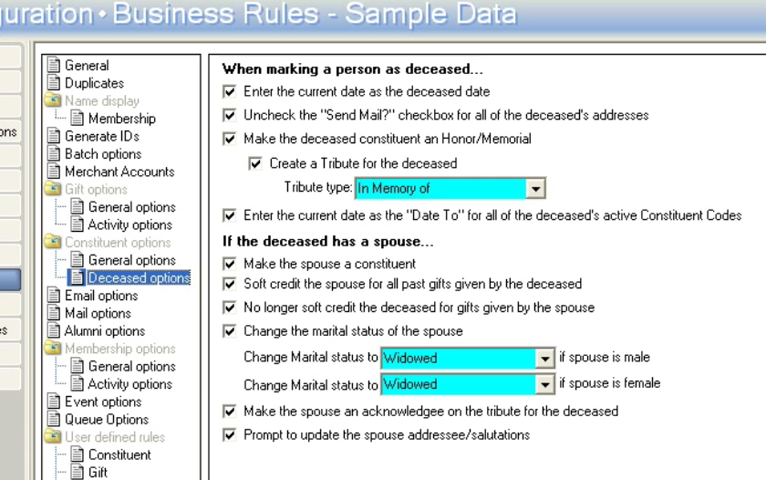 guration • Business Rules - Sample Data
General
Duplicates
Name display
Membership
Generate IDs
Batch options
Merchant Accounts
Gift options
General options
Activity options
Constituent options
General options
Deceased options
Email options
Mail options
Alumni options
Membership options
General options
Activity options
Event options
Queue Options
User defined rules
Constituent
Gift
ons
es
When marking a person as deceased...
Enter the current date as the deceased date
Uncheck the "Send Mail?" checkbox for all of the deceased's addresses
Make the deceased constituent an Honor/Memorial
Create a Tribute for the deceased
Tribute type: In Memory of
Enter the current date as the "Date To" for all of the deceased's active Constituent Codes
If the deceased has a spouse...
Make the spouse a constituent
Soft credit the spouse for all past gifts given by the deceased
No longer soft credit the deceased for gifts given by the spouse
Change the marital status of the spouse
Change Marital status to Widowed if spouse is male
Change Marital status to Widowed if spouse is female
Make the spouse an acknowledgee on the tribute for the deceased
Prompt to update the spouse addressee/salutations